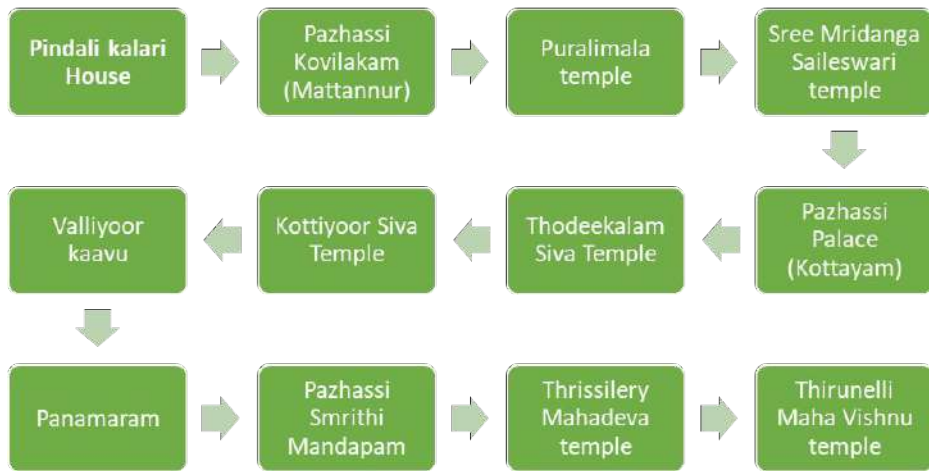 Pindali kalari
House
Pazhassi
Kovilakam
(Mattannur)
Puralimala
temple
Sree Mridanga
Saileswari
temple
Pazhassi
Palace
(Kottayam)
Thodeekalam
Siva Temple
Kottiyoor Siva
Temple
Valliyoor
kaavu
Panamaram
Pazhassi
Smrithi
Mandapam
Thrissilery
Mahadeva
temple
Thirunelli
Maha Vishnu
temple